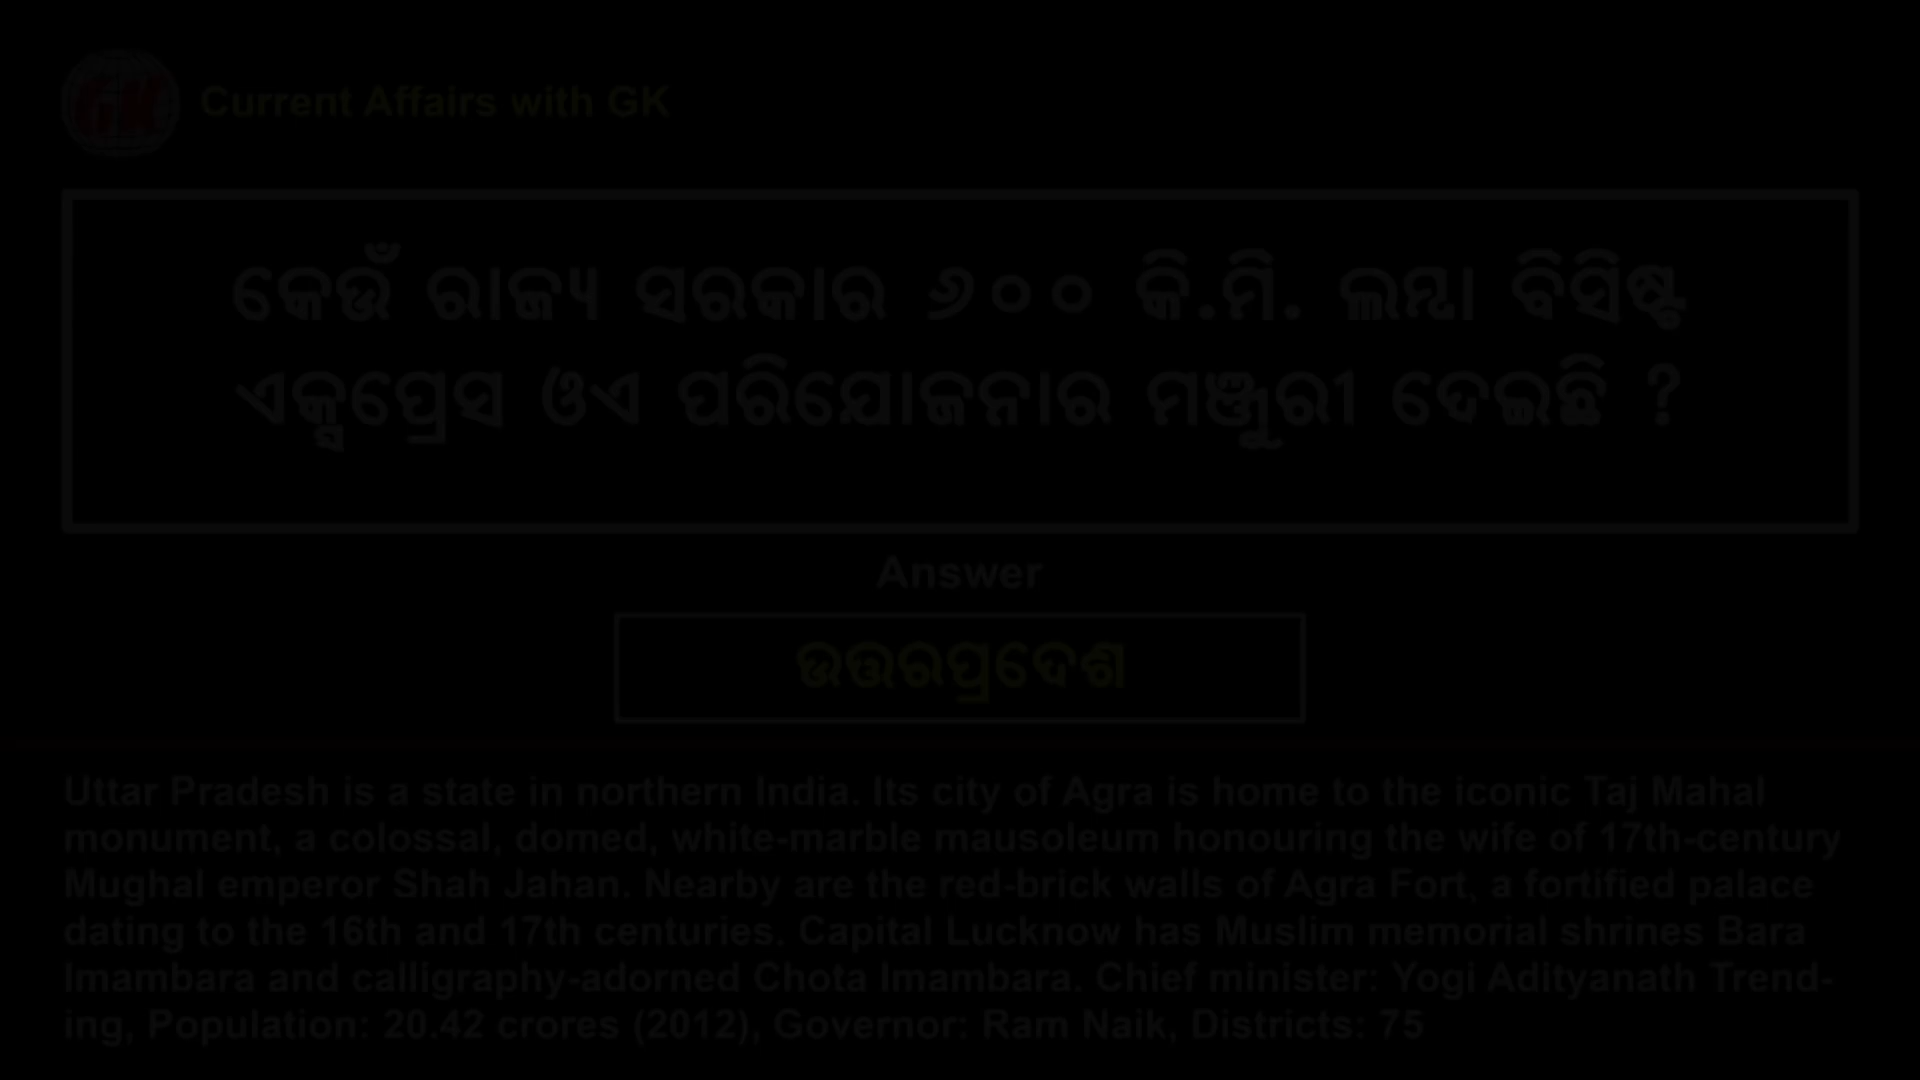 GK Current Affairs with GK
କେଉଁ ରାଜ୍ୟ ସରକାର ୬୦୦ କି.ମି. ଲମ୍ବା ବିସିଷ୍ଟ
ଏକ୍ସପ୍ରେସ ଓ୍ଵେ ପରିଯୋଜନାର ମଞ୍ଜୁରୀ ଦେଇଛି ?
Answer
ଉତ୍ତରପ୍ରଦେଶ
Uttar Pradesh is a state in northern India. Its city of Agra is home to the iconic Taj Mahal
monument, a colossal, domed, white-marble mausoleum honouring the wife of 17th-century
Mughal emperor Shah Jahan. Nearby are the red-brick walls of Agra Fort, a fortified palace
dating to the 16th and 17th centuries. Capital Lucknow has Muslim memorial shrines Bara
Imambara and calligraphy-adorned Chota Imambara. Chief minister: Yogi Adityanath Trend-
ing, Population: 20.42 crores (2012), Governor: Ram Naik, Districts: 75